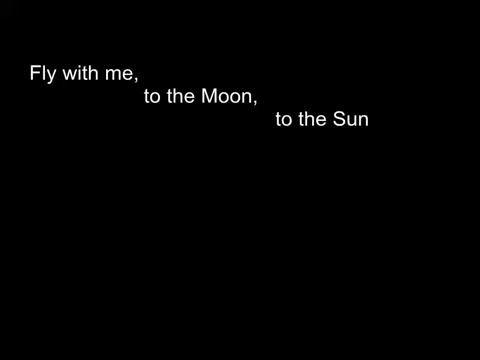 Fly with me,
to the Moon,
to the Sun